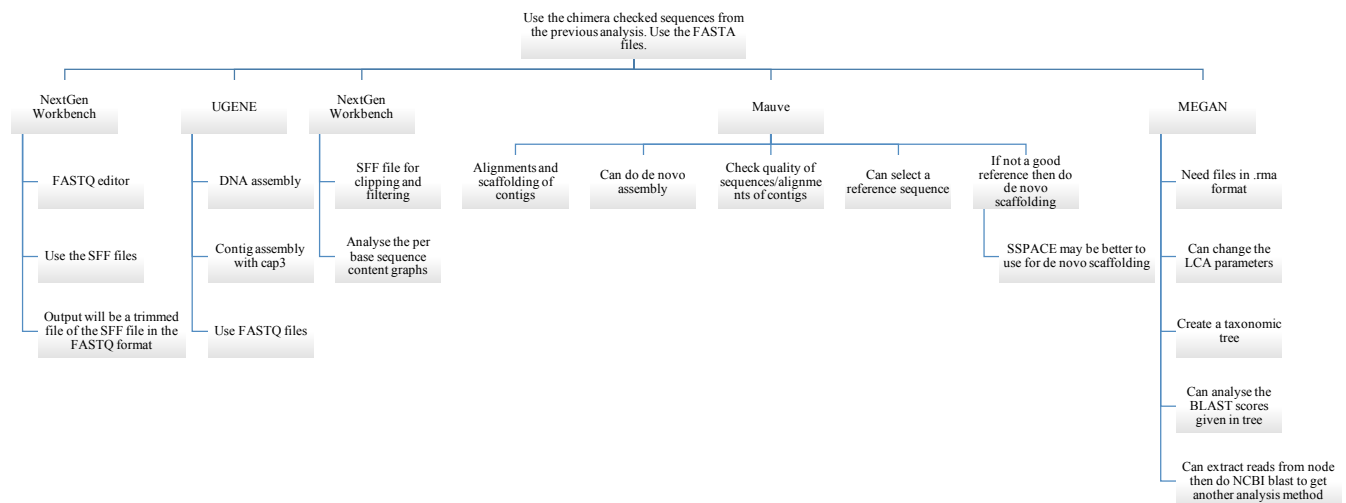 Use the chimera checked sequences from
the previous analysis. Use the FASTA
files.
NextGen
Workbench
FASTQ editor
Use the SFF files
Output will be a trimmed
file of the SFF file in the
FASTQ format
UGENE
DNA assembly
Contig assembly
with cap3
Use FASTQ files
NextGen
Workbench
SFF file for
clipping and
filtering
Analyse the per
base sequence
content graphs
Mauve
Alignments and
scaffolding of
contigs
Can do de novo
assembly
Check quality of
sequences/alignme
nts of contigs
Can select a
reference sequence
If not a good
reference then do
de novo
scaffolding
SSPACE may be better to
use for de novo scaffolding
MEGAN
Need files in .rma
format
Can change the
LCA parameters
Create a taxonomic
tree
Can analyse the
BLAST scores
given in tree
Can extract reads from node
then do NCBI blast to get
another analysis method